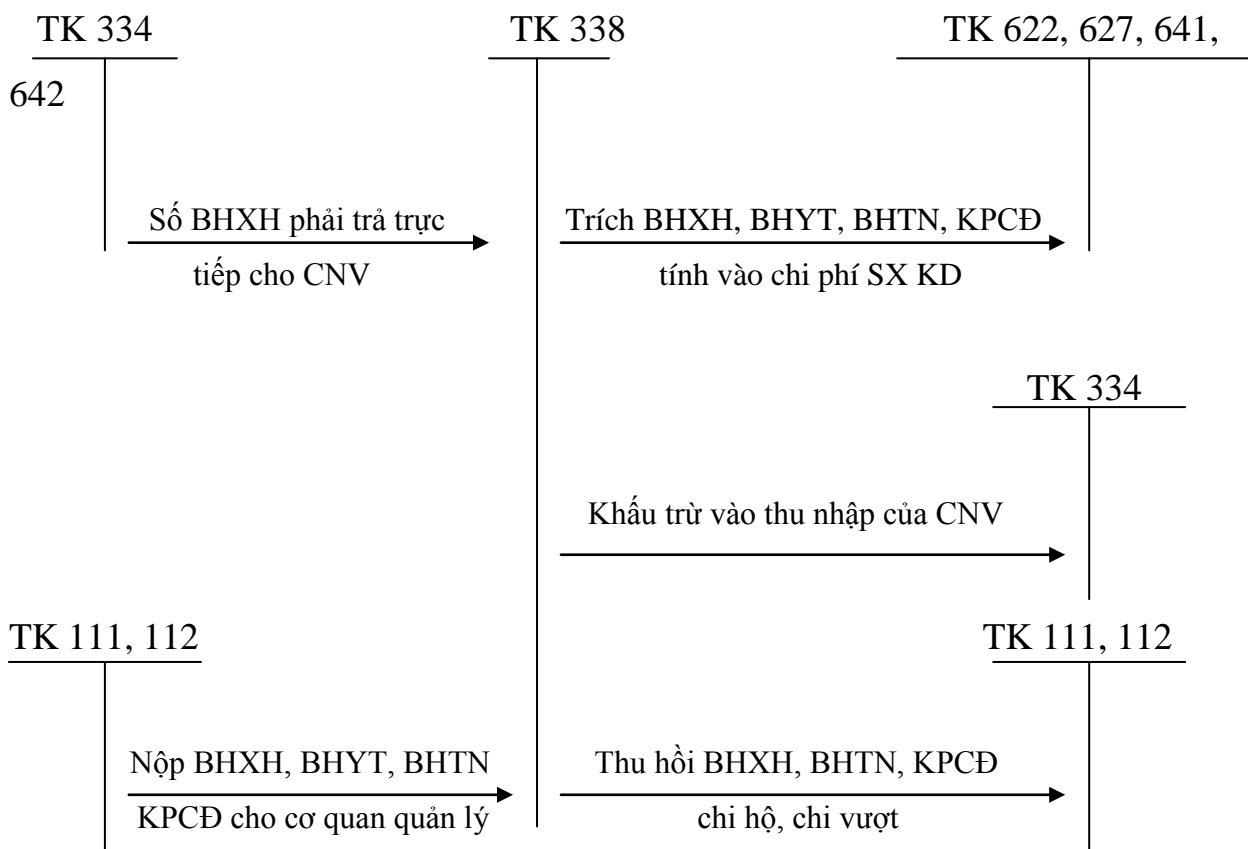 TK 334
TK 338
TK 622, 627, 641,
642
Số BHXH phải trả trực
tiếp cho CNV
Trích BHXH, BHYT, BHTN, KPCĐ
tính vào chi phí SX KD
TK 334
Khấu trừ vào thu nhập của CNV
TK 111, 112
TK 111, 112
Nộp BHXH, BHYT, BHTN
KPCĐ cho cơ quan quản lý
Thu hồi BHXH, BHTN, KPCĐ
chi hộ, chi vượt